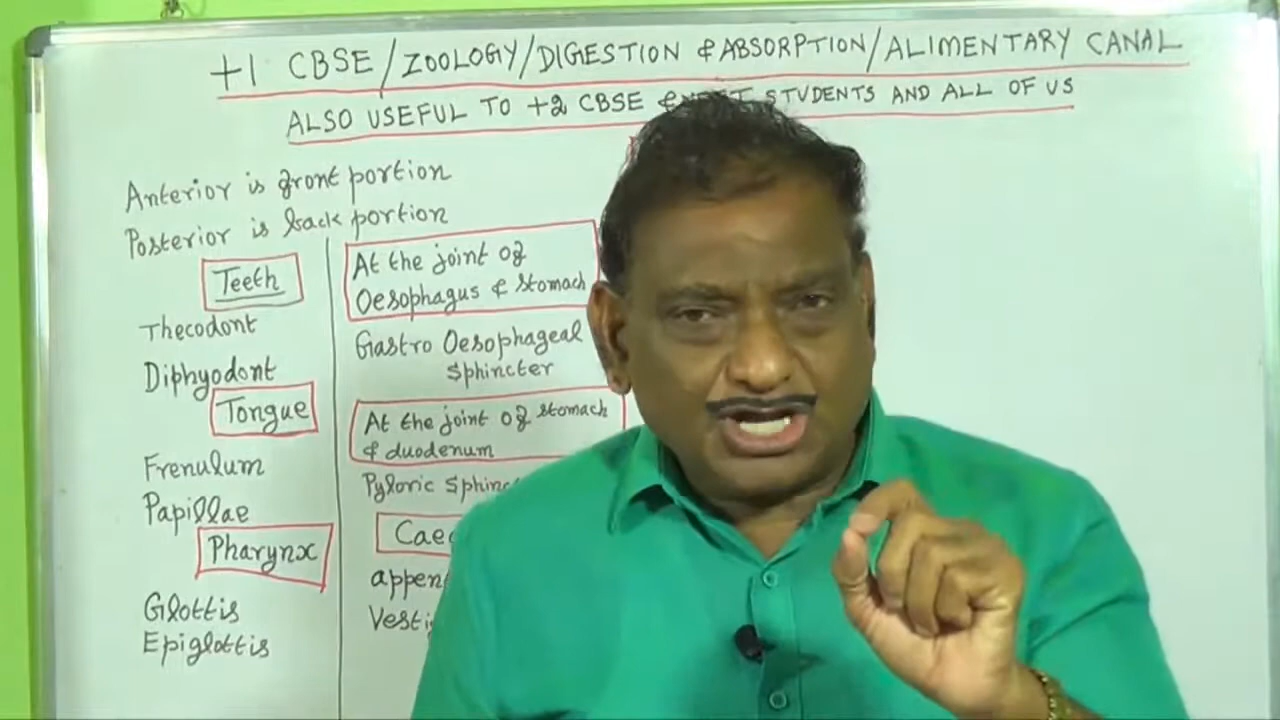 +1 CBSE/ZOOLOGY/DIGESTION & ABSORPTION/ALIMENTARY CANAL
ALSO USEFUL TO +2 CBSE & STUDENTS AND ALL OF US
Anterior is front portion
Posterior is back portion
Teeth
Thecodont
Diphyodont
Tongue
Frenulum
Papillae
Pharynx
Glottis
Epiglottis
At the joint of
Oesophagus & Stomach
Gastro Oesophageal
Sphincter
At the joint of stomach
& duodenum
Pyloric